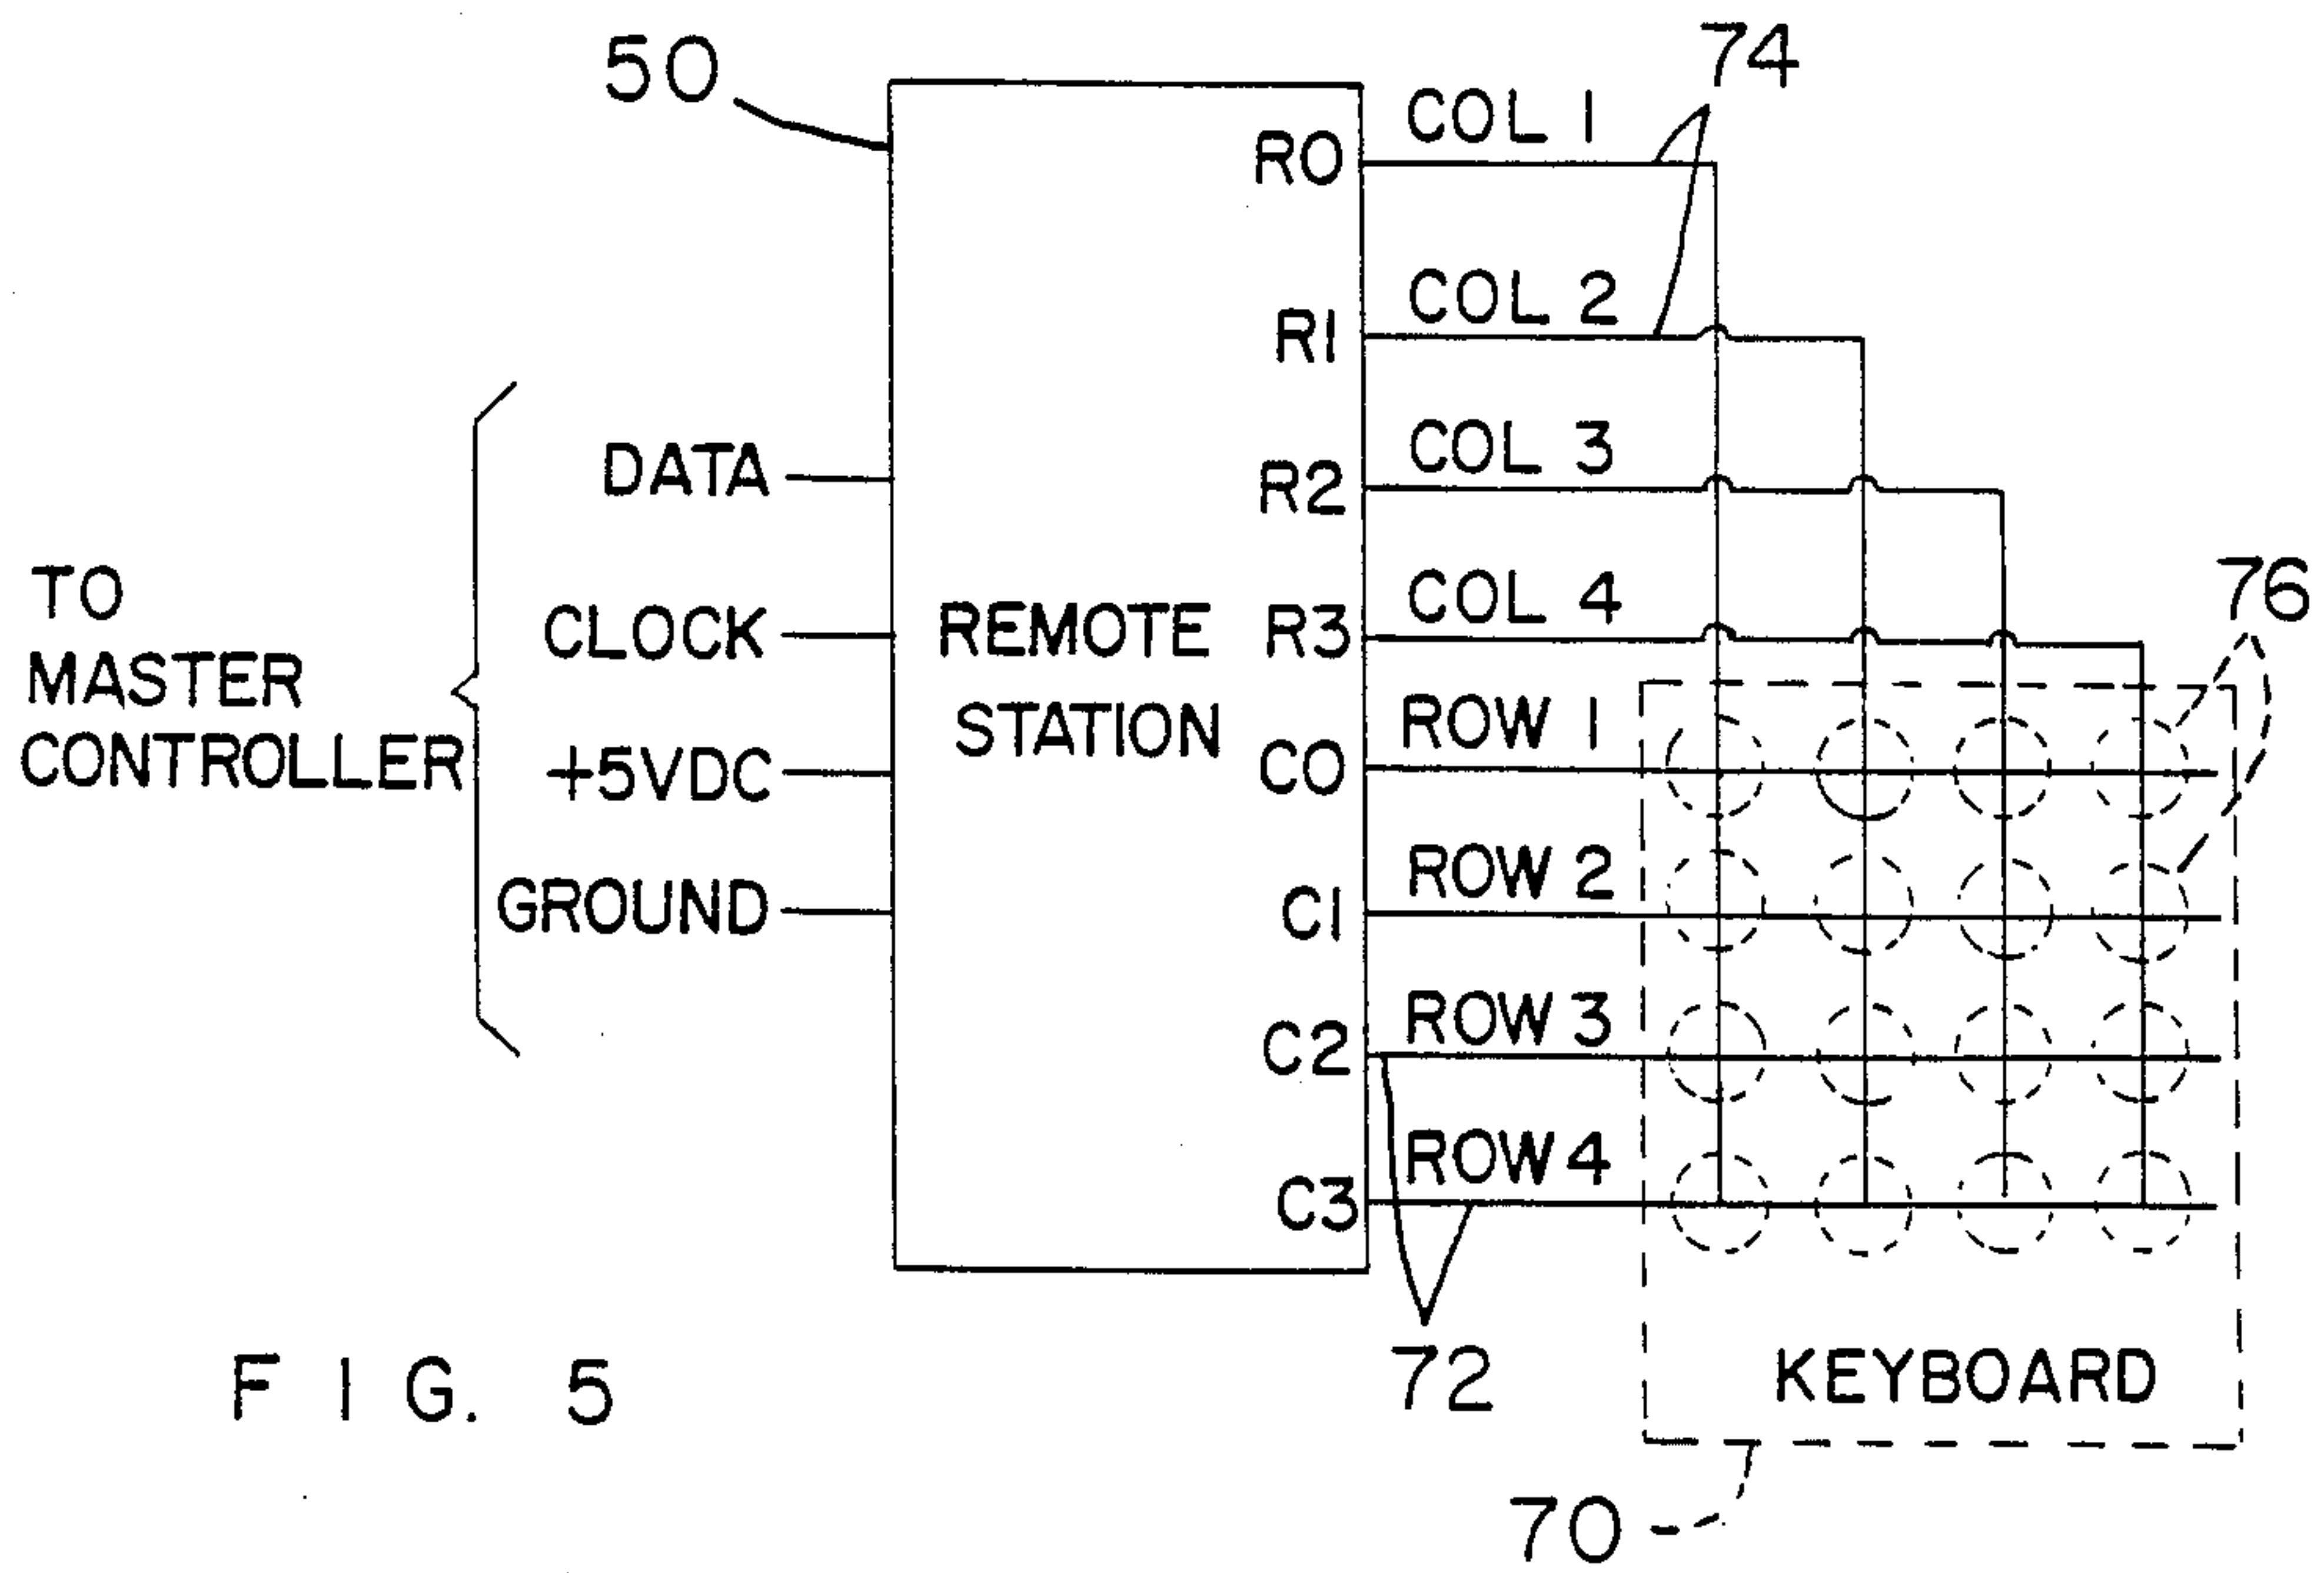 50
74
R0
COL 1
R1
COL 2
R2
COL 3
R3
COL 4
C0
ROW 1
C1
ROW 2
C2
ROW 3
C3
ROW 4
DATA
CLOCK
+5VDC
GROUND
TO
MASTER
CONTROLLER
REMOTE
STATION
76
72
KEYBOARD
70
FIG. 5